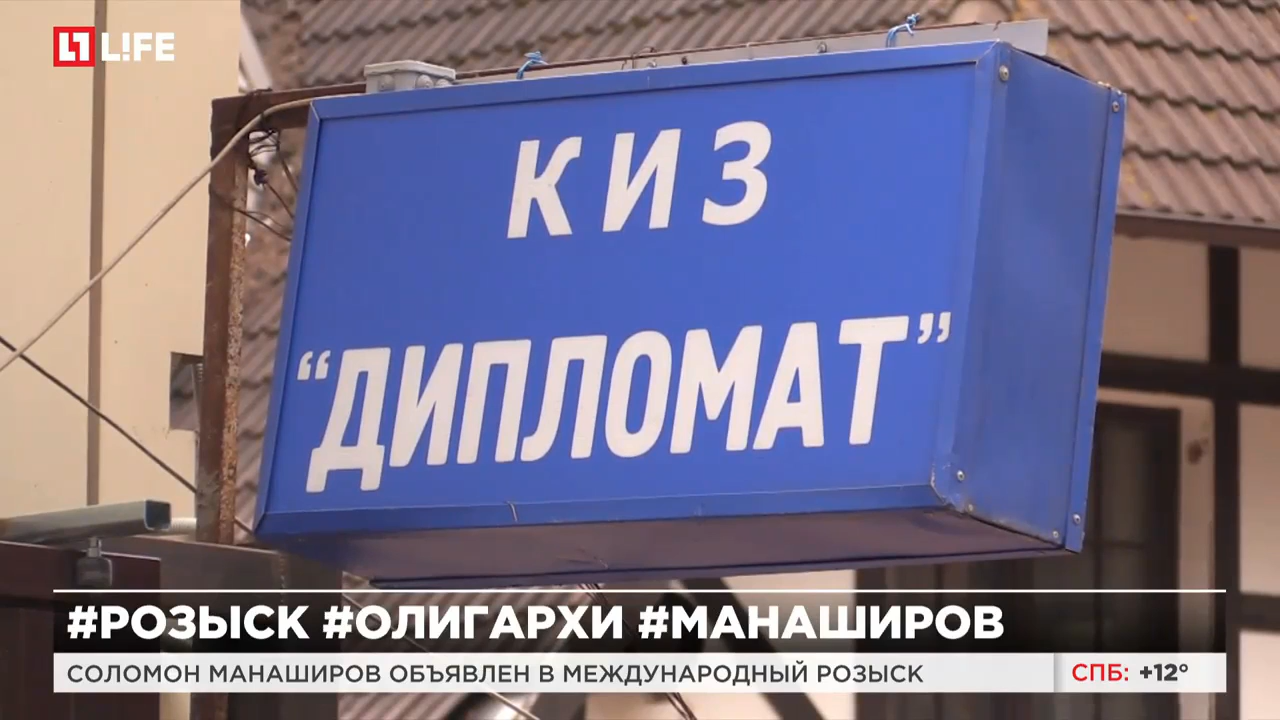 L!FE
КИЗ
“ДИПЛОМАТ”
#РОЗЫСК #ОЛИГАРХИ #МАНАШИРОВ
СОЛОМОН МАНАШИРОВ ОБЪЯВЛЕН В МЕЖДУНАРОДНЫЙ РОЗЫСК
СПБ: +12°